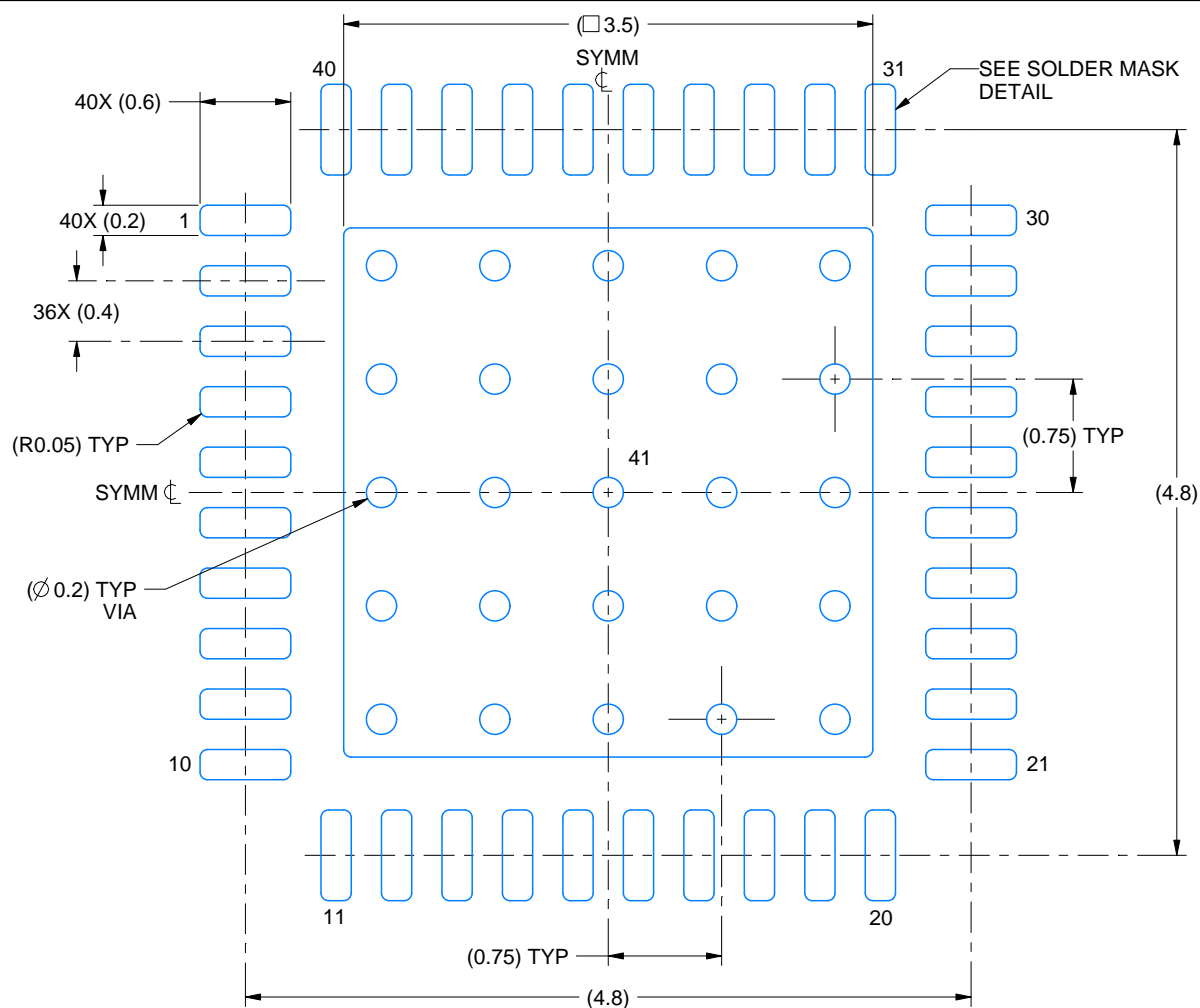 (□ 3.5)
SYMM
℄
40
31
SEE SOLDER MASK
DETAIL
40X (0.6)
40X (0.2)
1
30
36X (0.4)
(R0.05) TYP
(0.75) TYP
41
SYMM ℄
(4.8)
(∅ 0.2) TYP
VIA
10
21
11
20
(0.75) TYP
(4.8)